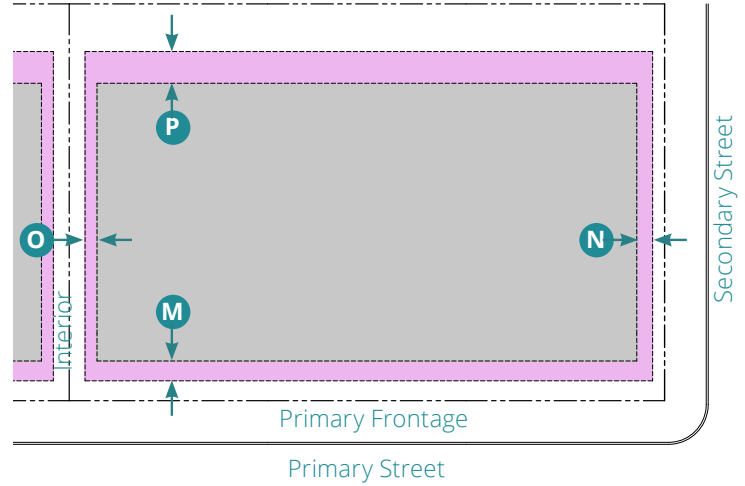 P
Secondary Street
O
N
M
Interior
Primary Frontage
Primary Street